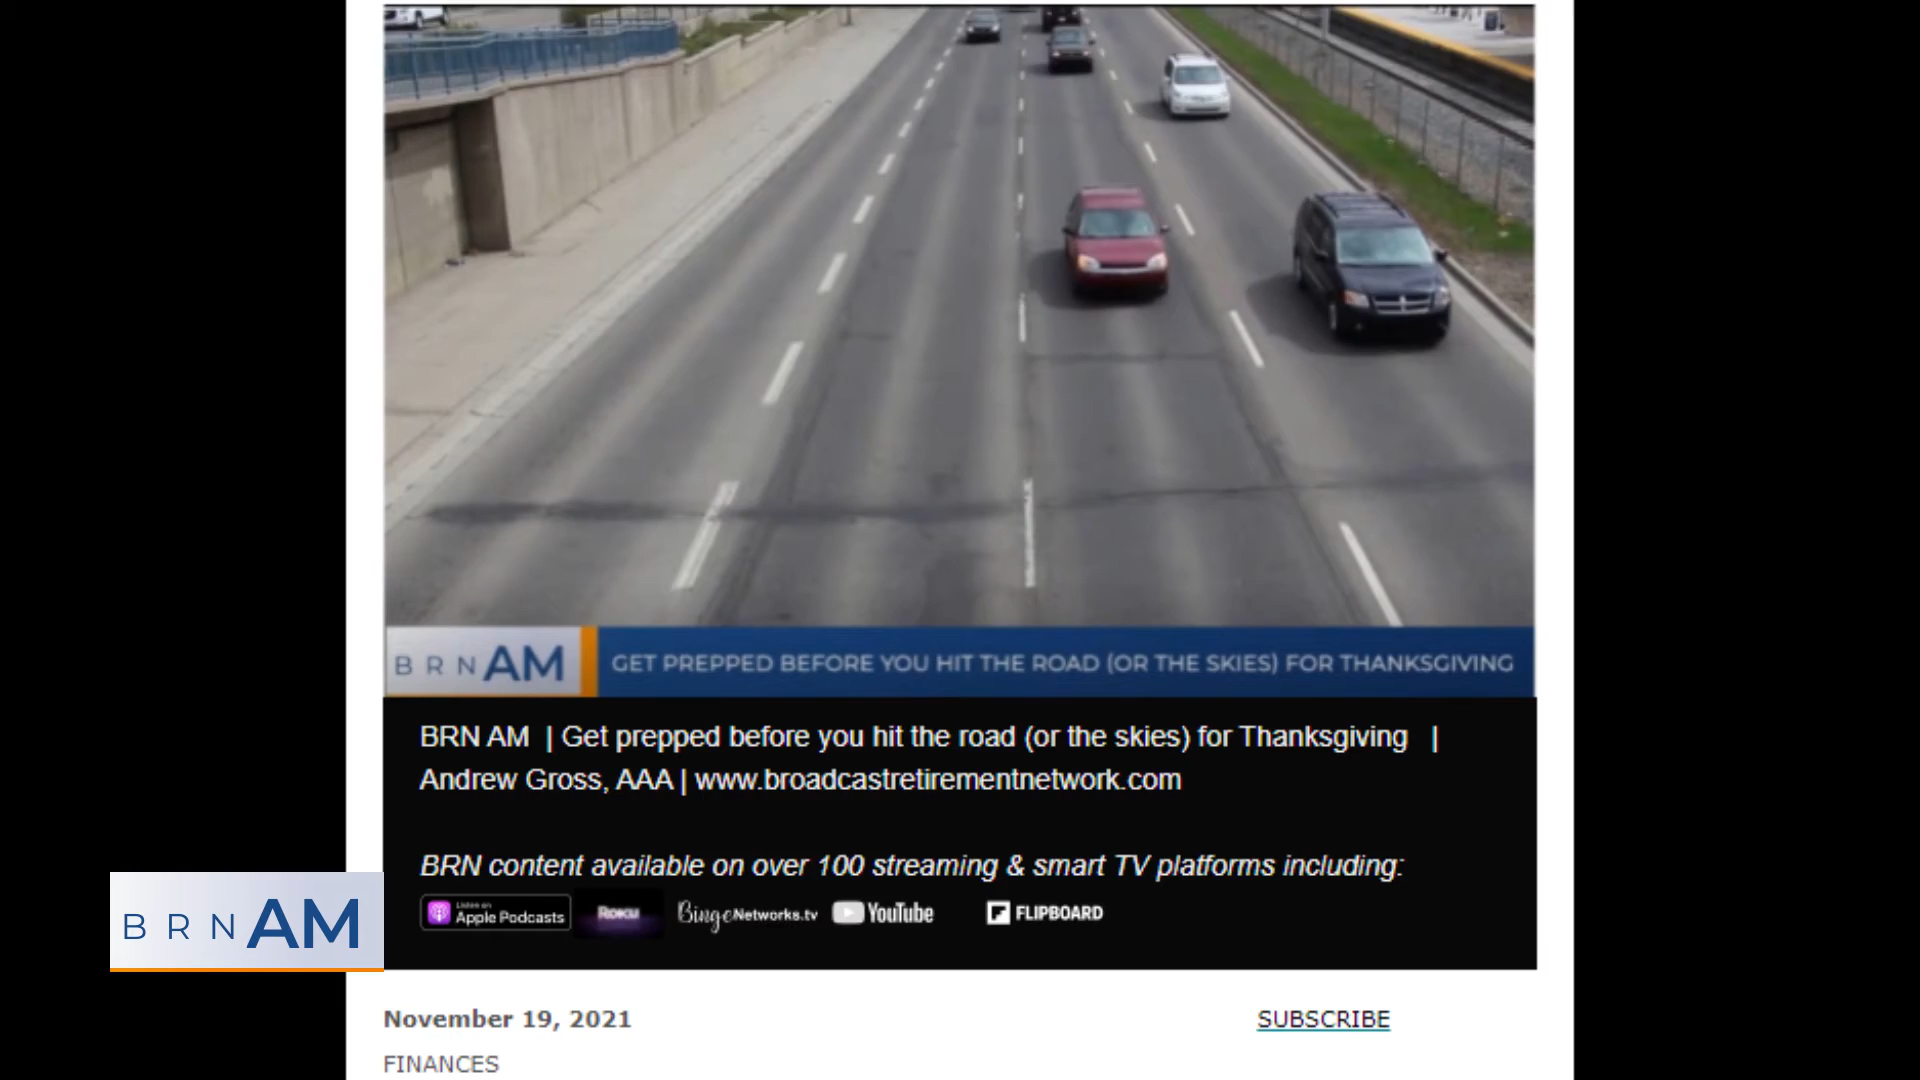 BRN AM GET PREPPED BEFORE YOU HIT THE ROAD (OR THE SKIES) FOR THANKSGIVING
BRN AM | Get prepped before you hit the road (or the skies) for Thanksgiving |
Andrew Gross, AAA | www.broadcastretirementnetwork.com
BRN content available on over 100 streaming & smart TV platforms including:
Listen on
Apple Podcasts ROKU BingeNetworks.tv YouTube FLIPBOARD
BRN AM
November 19, 2021 SUBSCRIBE
FINANCES